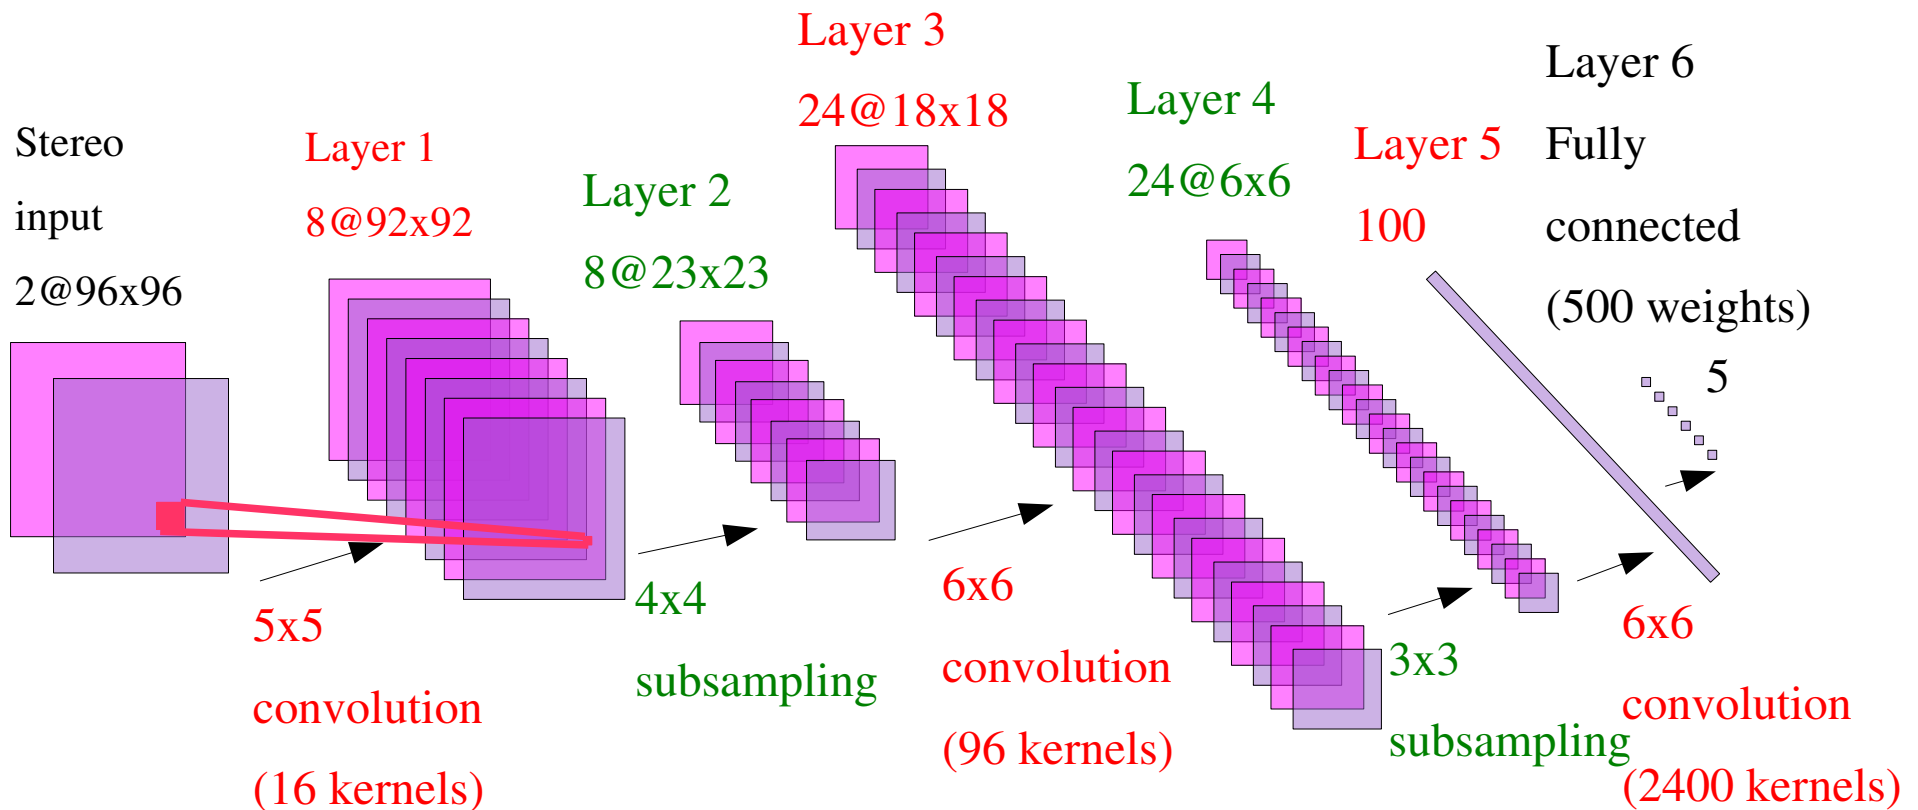 Stereo
input
2@96x96
Layer 1
8@92x92
Layer 2
8@23x23
Layer 3
24@18x18
Layer 4
24@6x6
Layer 5
100
Layer 6
Fully
connected
(500 weights)
5
5x5
convolution
(16 kernels)
4x4
subsampling
6x6
convolution
(96 kernels)
3x3
subsampling
6x6
convolution
(2400 kernels)